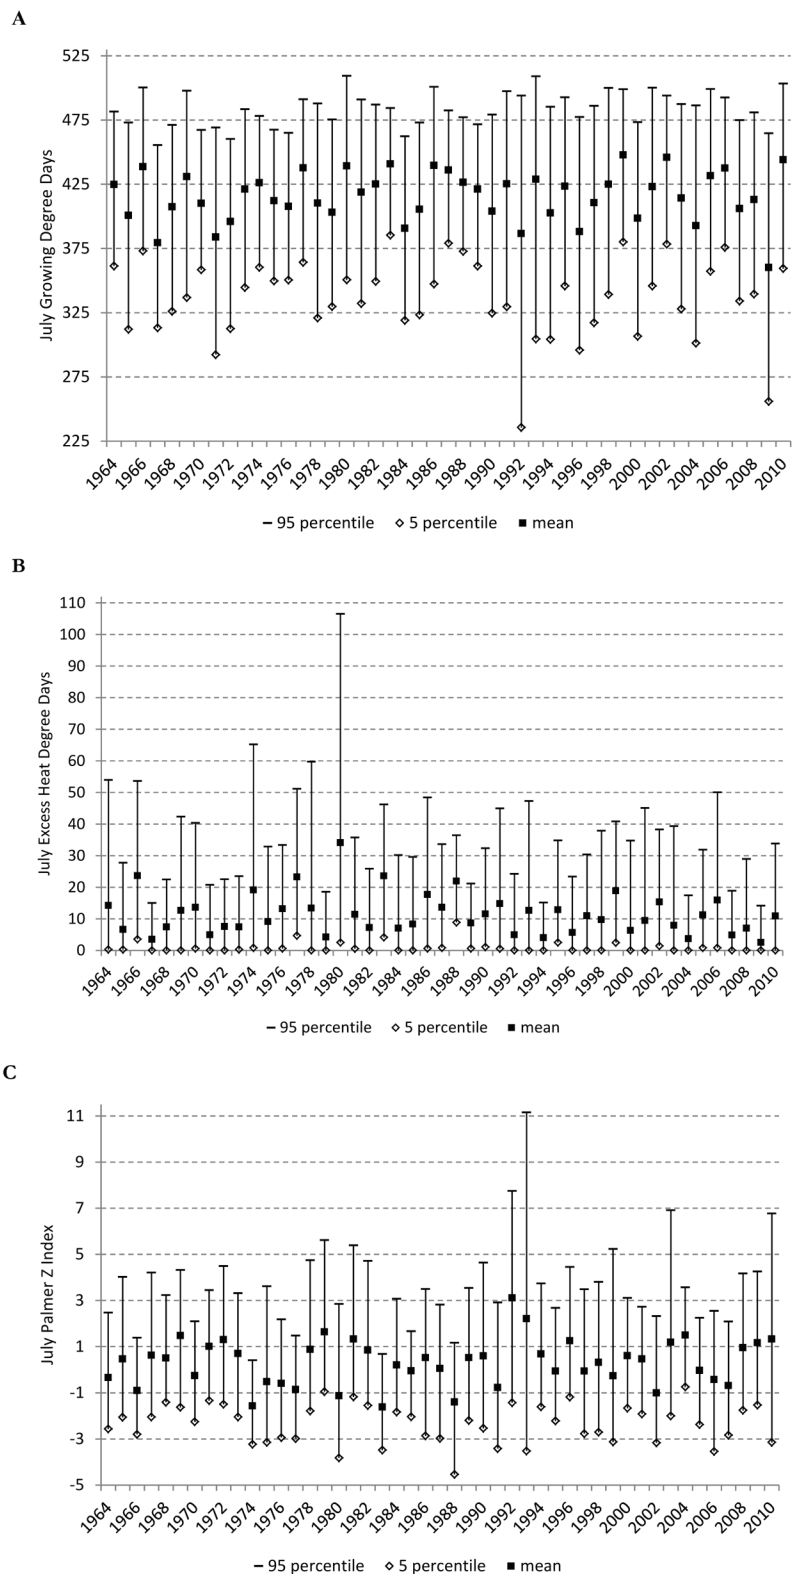 A
July Growing Degree Days
525
475
425
375
325
275
225
1964 1966 1968 1970 1972 1974 1976 1978 1980 1982 1984 1986 1988 1990 1992 1994 1996 1998 2000 2002 2004 2006 2008 2010
95 percentile 5 percentile mean
B
July Excess Heat Degree Days
110
100
90
80
70
60
50
40
30
20
10
0
1964 1966 1968 1970 1972 1974 1976 1978 1980 1982 1984 1986 1988 1990 1992 1994 1996 1998 2000 2002 2004 2006 2008 2010
95 percentile 5 percentile mean
C
July Palmer Z Index
11
9
7
5
3
1
-1
-3
-5
1964 1966 1968 1970 1972 1974 1976 1978 1980 1982 1984 1986 1988 1990 1992 1994 1996 1998 2000 2002 2004 2006 2008 2010
95 percentile 5 percentile mean